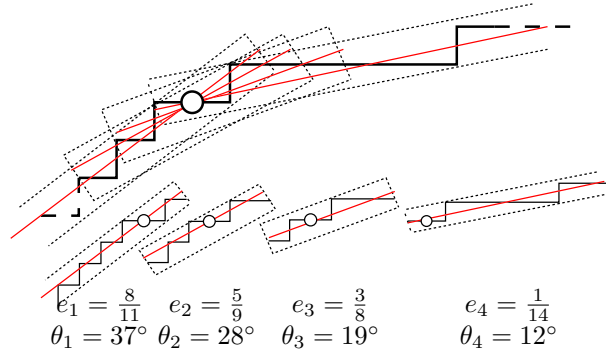 e₁ = 8/11 e₂ = 5/9 e₃ = 3/8 e₄ = 1/14
θ₁ = 37° θ₂ = 28° θ₃ = 19° θ₄ = 12°